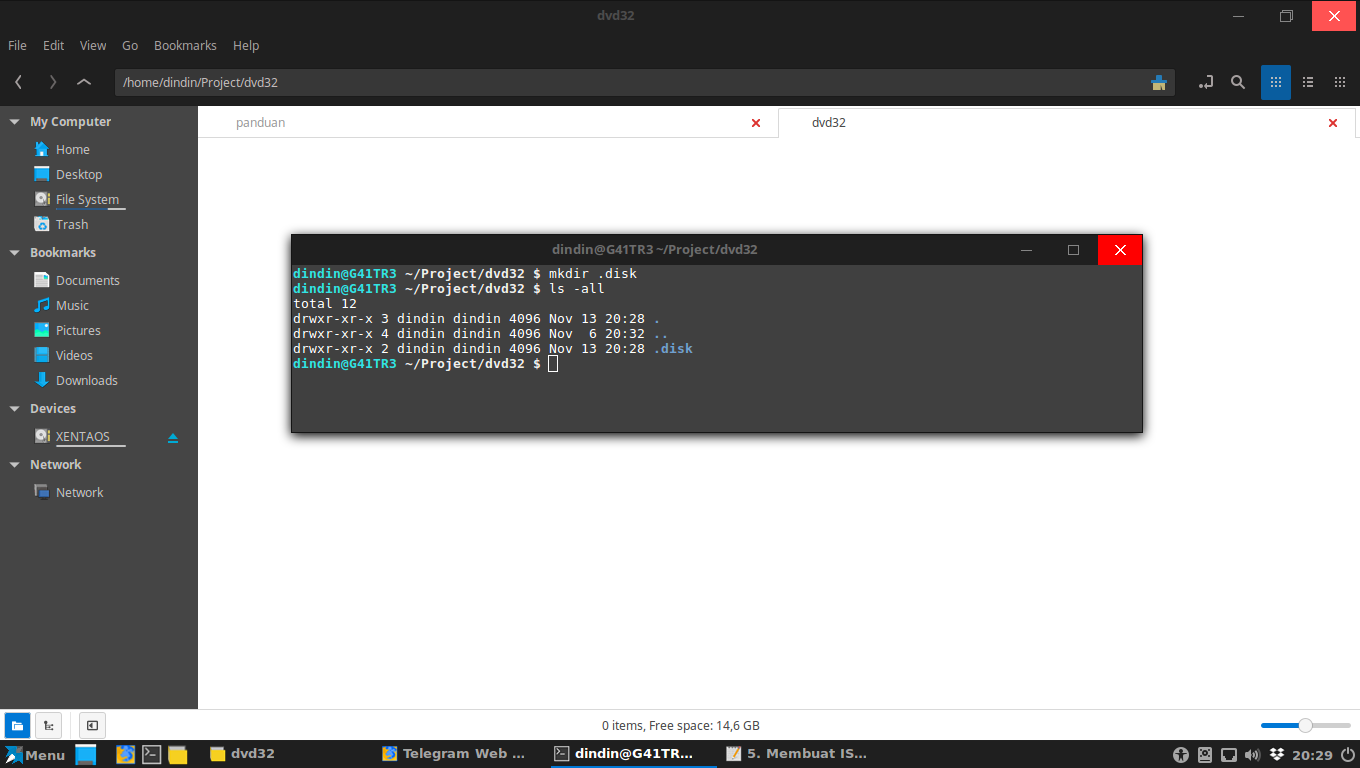 dvd32
File Edit View Go Bookmarks Help
/home/dindin/Project/dvd32
My Computer
Home
Desktop
File System
Trash
Bookmarks
Documents
Music
Pictures
Videos
Downloads
Devices
XENTAOS
Network
Network
panduan
dvd32
dindin@G41TR3 ~/Project/dvd32
dindin@G41TR3 ~/Project/dvd32 $ mkdir .disk
dindin@G41TR3 ~/Project/dvd32 $ ls -all
total 12
drwxr-xr-x 3 dindin dindin 4096 Nov 13 20:28 .
drwxr-xr-x 4 dindin dindin 4096 Nov  6 20:32 ..
drwxr-xr-x 2 dindin dindin 4096 Nov 13 20:28 .disk
dindin@G41TR3 ~/Project/dvd32 $
0 items, Free space: 14,6 GB
Menu dvd32 Telegram Web ... dindin@G41TR... 5. Membuat IS... 20:29